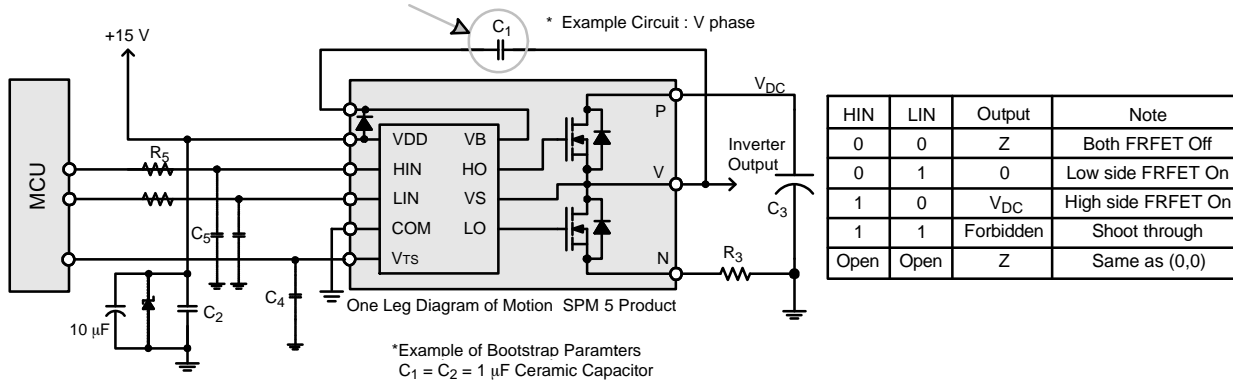 C1
* Example Circuit : V phase
+15 V
VDC
P
MCU
R5
VDD VB
HIN HO
LIN VS
COM LO
VTS
V
N
Inverter
Output
C5
C3
R3
C4
C2
10 μF
One Leg Diagram of Motion SPM 5 Product
*Example of Bootstrap Paramters
C1 = C2 = 1 μF Ceramic Capacitor
HIN LIN Output Note
0 0 Z Both FRFET Off
0 1 0 Low side FRFET On
1 0 VDC High side FRFET On
1 1 Forbidden Shoot through
Open Open Z Same as (0,0)